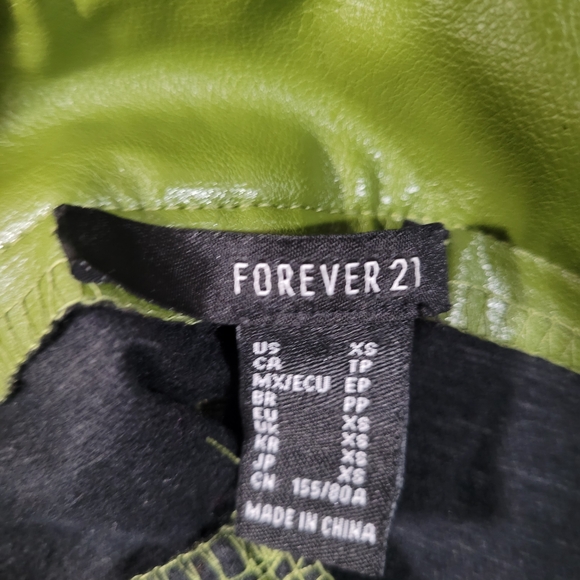 FOREVER 21
US XS
CA TP
MX/ECU EP
BR PP
EU XS
UK XS
KR XS
JP XS
CN 155/80A
MADE IN CHINA